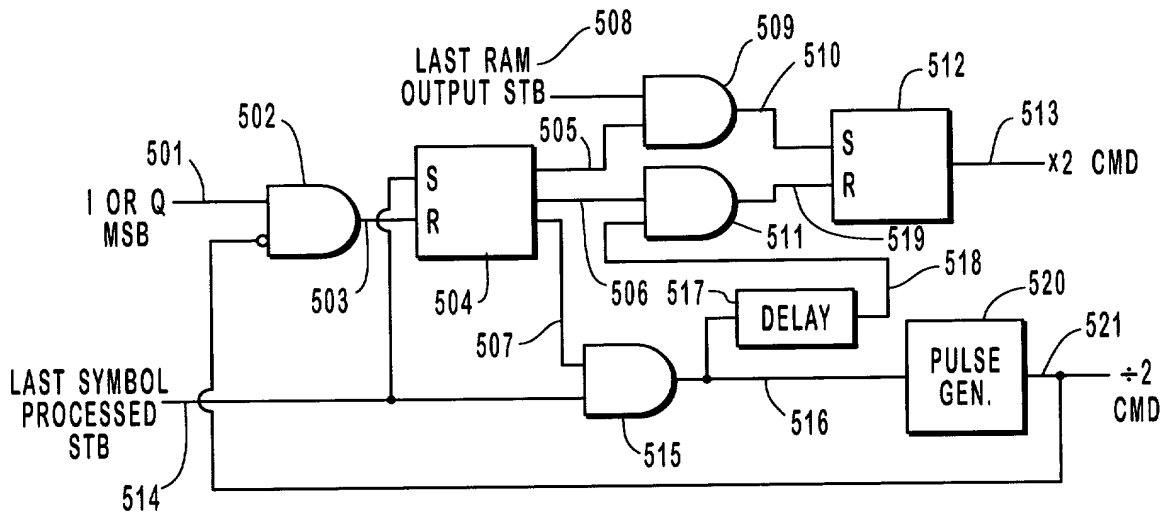 508
LAST RAM
OUTPUT STB
509
510
512
513
×2 CMD
S
R
502
501
I OR Q
MSB
503
S
R
504
505
506
507
511
519
518
517
DELAY
520
PULSE
GEN.
521
÷2
CMD
LAST SYMBOL
PROCESSED
STB
514
515
516